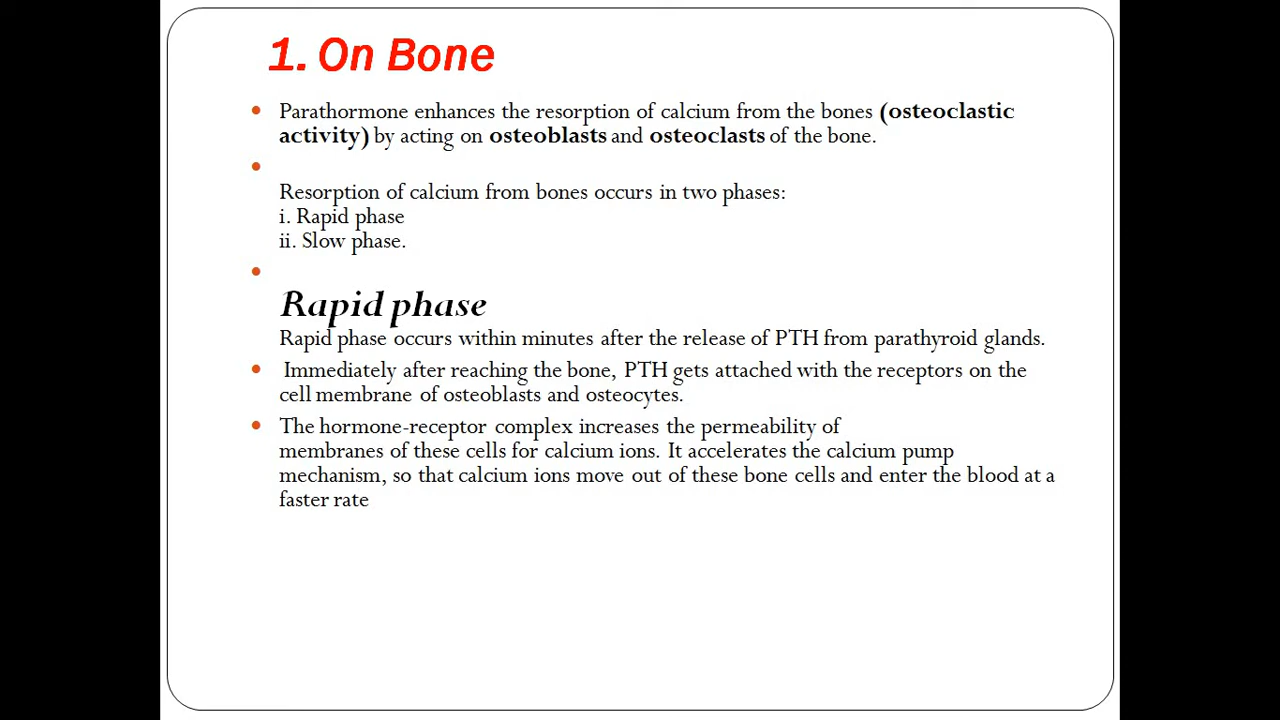 1. On Bone
• Parathormone enhances the resorption of calcium from the bones (osteoclastic
activity) by acting on osteoblasts and osteoclasts of the bone.
•
Resorption of calcium from bones occurs in two phases:
i. Rapid phase
ii. Slow phase.
•
Rapid phase
Rapid phase occurs within minutes after the release of PTH from parathyroid glands.
• Immediately after reaching the bone, PTH gets attached with the receptors on the
cell membrane of osteoblasts and osteocytes.
• The hormone-receptor complex increases the permeability of
membranes of these cells for calcium ions. It accelerates the calcium pump
mechanism, so that calcium ions move out of these bone cells and enter the blood at a
faster rate